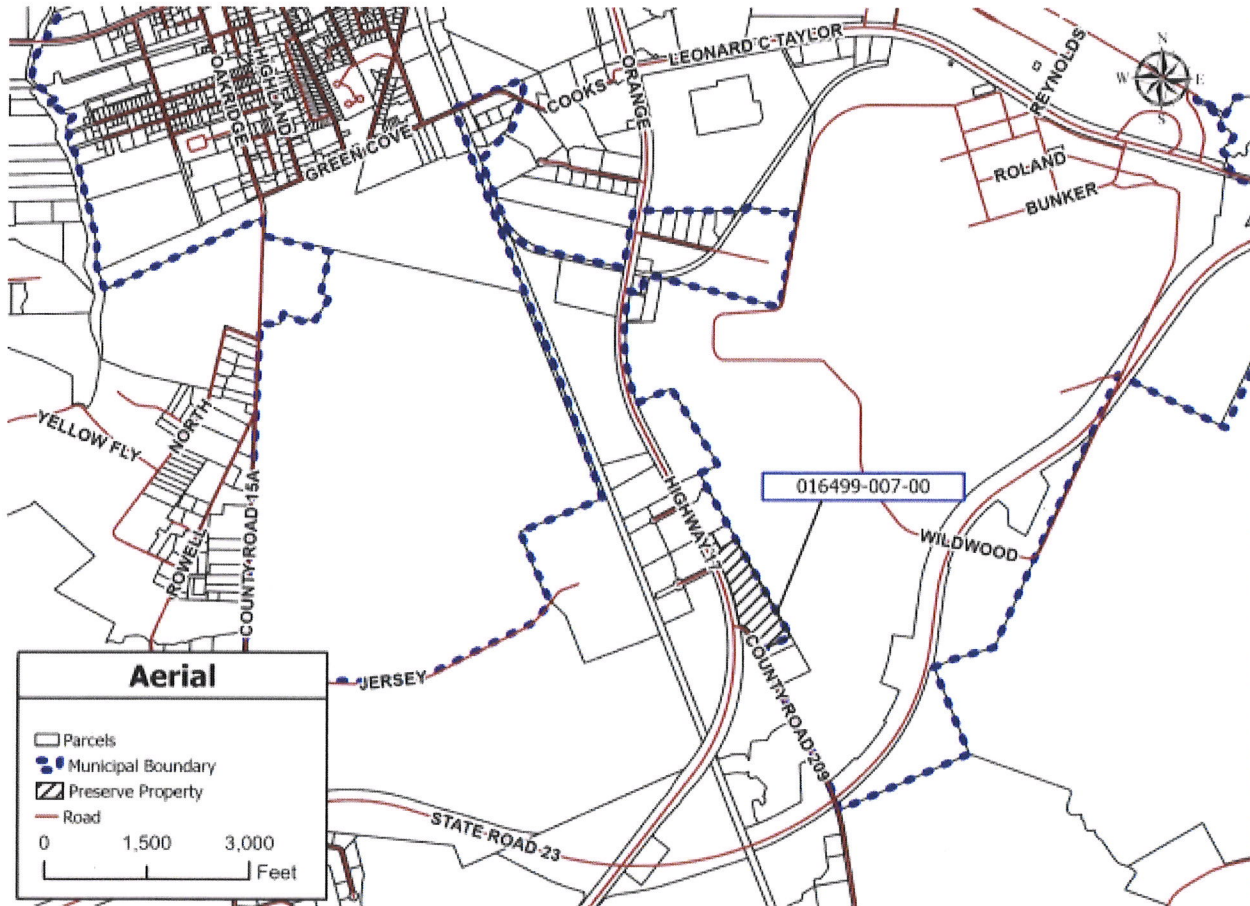 N
W E
S
REYNOLDS
LEONARD C TAYLOR
ORANGE
COOKS
HIGHLAND
OAKRIDGE
GREEN COVE
ROLAND
BUNKER
YELLOW FLY
NORTH
ROWELL
COUNTY ROAD 15A
HIGHWAY 17
016499-007-00
WILDWOOD
JERSEY
COUNTY ROAD 209
STATE ROAD 23
Aerial
Parcels
Municipal Boundary
Preserve Property
Road
0 1,500 3,000
Feet